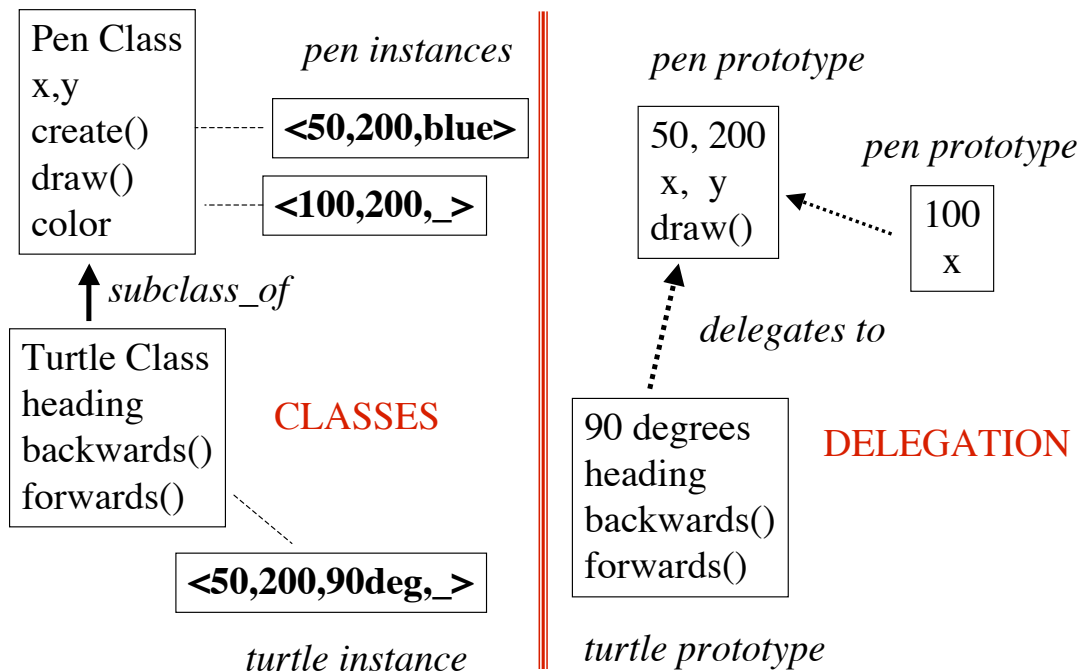 Pen Class
x,y
create()
draw()
color
pen instances
<50,200,blue>
<100,200,_>
subclass_of
Turtle Class
heading
backwards()
forwards()
CLASSES
<50,200,90deg,_>
turtle instance
pen prototype
50, 200
x, y
draw()
pen prototype
100
x
delegates to
90 degrees
heading
backwards()
forwards()
DELEGATION
turtle prototype